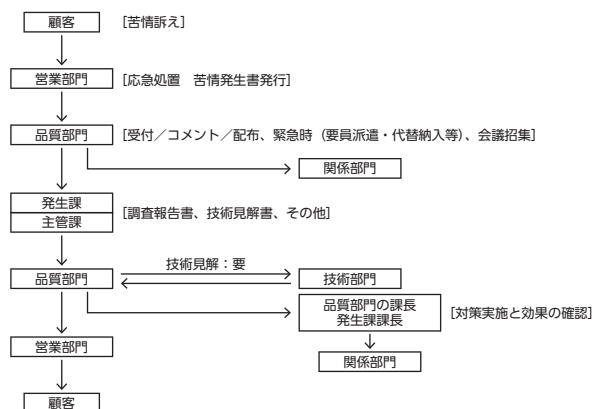 顧客 [苦情訴え]
営業部門 [応急処置 苦情発生書発行]
品質部門 [受付/コメント/配布、緊急時（要員派遣・代替納入等）、会議招集]
関係部門
発生課
主管課
[調査報告書、技術見解書、その他]
技術見解：要
品質部門 技術部門
品質部門の課長
発生課課長
[対策実施と効果の確認]
営業部門
関係部門
顧客